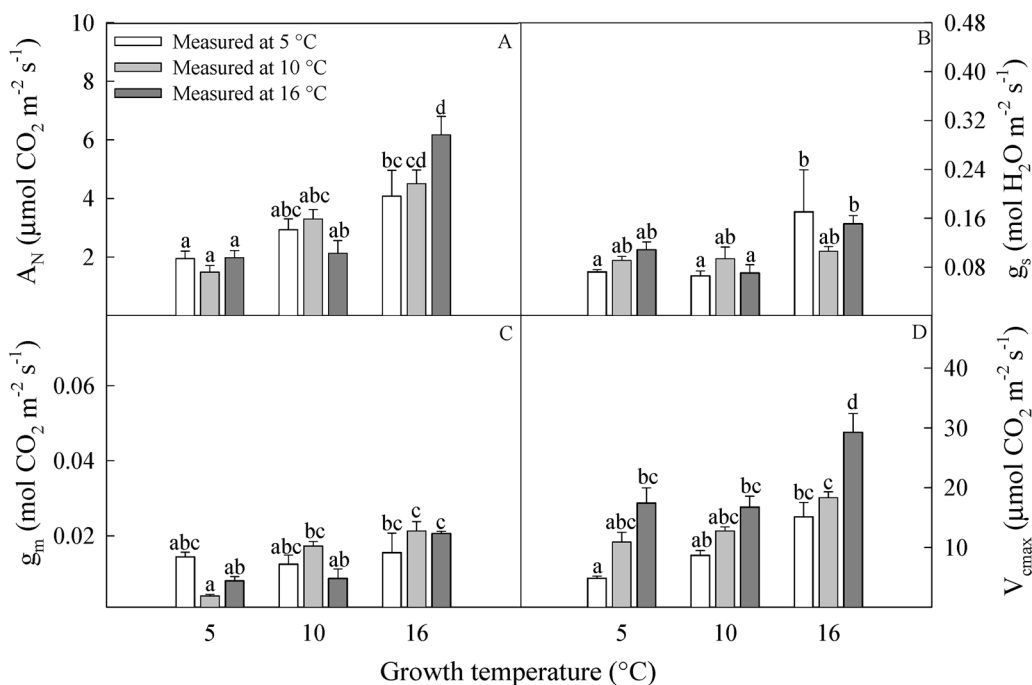 A_N (μmol CO₂ m⁻² s⁻¹)
10
8
6
4
2
Measured at 5 °C
Measured at 10 °C
Measured at 16 °C
A
a
a
a
abc
abc
ab
bc
cd
d
B
a
ab
ab
a
ab
a
b
ab
b
0.48
0.40
0.32
0.24
0.16
0.08
g_s (mol H₂O m⁻² s⁻¹)
g_m (mol CO₂ m⁻² s⁻¹)
0.06
0.04
0.02
C
abc
a
ab
abc
bc
ab
bc
c
c
D
a
abc
bc
ab
abc
bc
bc
c
d
40
30
20
10
V_cmax (μmol CO₂ m⁻² s⁻¹)
5 10 16 5 10 16
Growth temperature (°C)